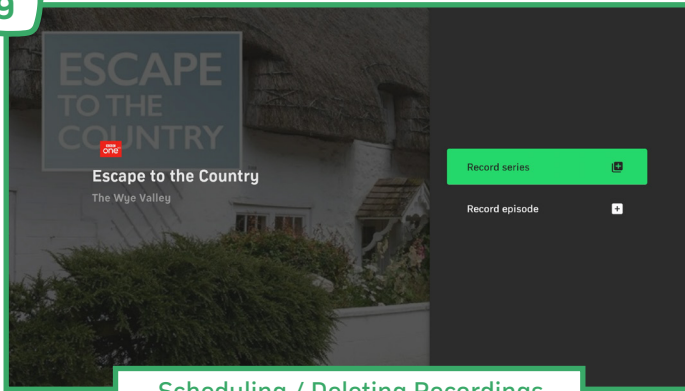 9
ESCAPE
TO THE
COUNTRY
BBC
one
Escape to the Country
The Wye Valley
Record series
Record episode
Scheduling / Deleting Recordings